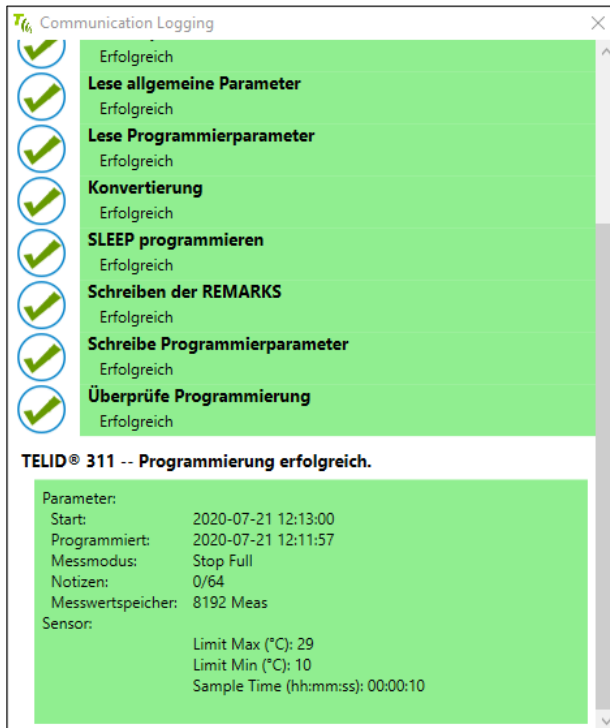 Communication Logging
Erfolgreich
Lese allgemeine Parameter
Erfolgreich
Lese Programmierparameter
Erfolgreich
Konvertierung
Erfolgreich
SLEEP programmieren
Erfolgreich
Schreiben der REMARKS
Erfolgreich
Schreibe Programmierparameter
Erfolgreich
Überprüfe Programmierung
Erfolgreich
TELID® 311 -- Programmierung erfolgreich.
Parameter:
Start: 2020-07-21 12:13:00
Programmiert: 2020-07-21 12:11:57
Messmodus: Stop Full
Notizen: 0/64
Messwertspeicher: 8192 Meas
Sensor:
Limit Max (°C): 29
Limit Min (°C): 10
Sample Time (hh:mm:ss): 00:00:10